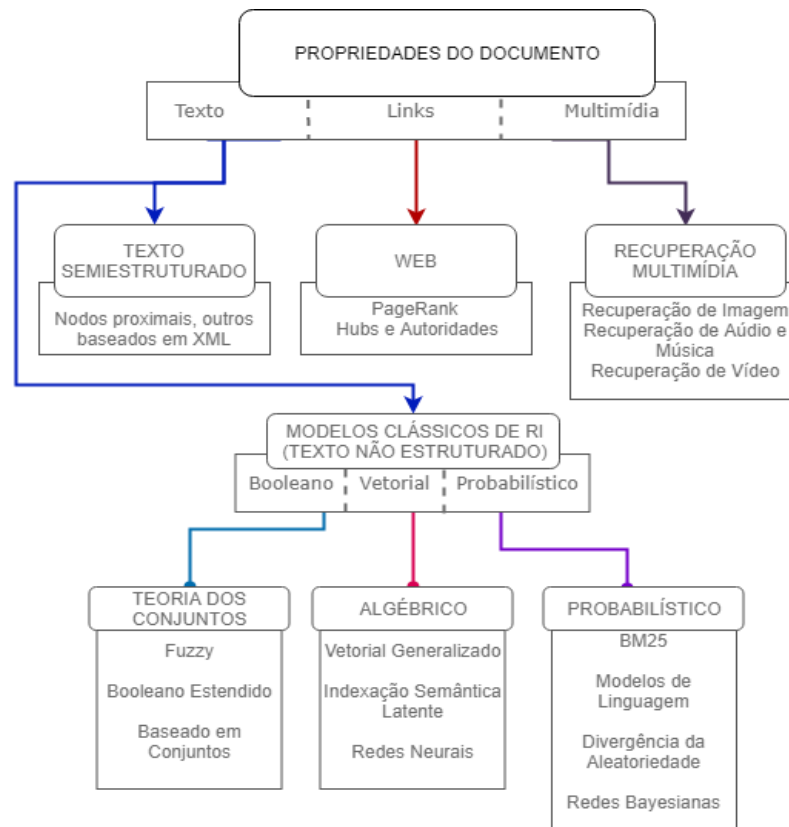 PROPRIEDADES DO DOCUMENTO
Texto
Links
Multimídia
TEXTO
SEMIESTRUTURADO
Nodos proximais, outros
baseados em XML
WEB
PageRank
Hubs e Autoridades
RECUPERAÇÃO
MULTIMÍDIA
Recuperação de Imagem
Recuperação de Aúdio e
Música
Recuperação de Vídeo
MODELOS CLÁSSICOS DE RI
(TEXTO NÃO ESTRUTURADO)
Booleano
Vetorial
Probabilístico
TEORIA DOS
CONJUNTOS
Fuzzy
Booleano Estendido
Baseado em
Conjuntos
ALGÉBRICO
Vetorial Generalizado
Indexação Semântica
Latente
Redes Neurais
PROBABILÍSTICO
BM25
Modelos de
Linguagem
Divergência da
Aleatoriedade
Redes Bayesianas